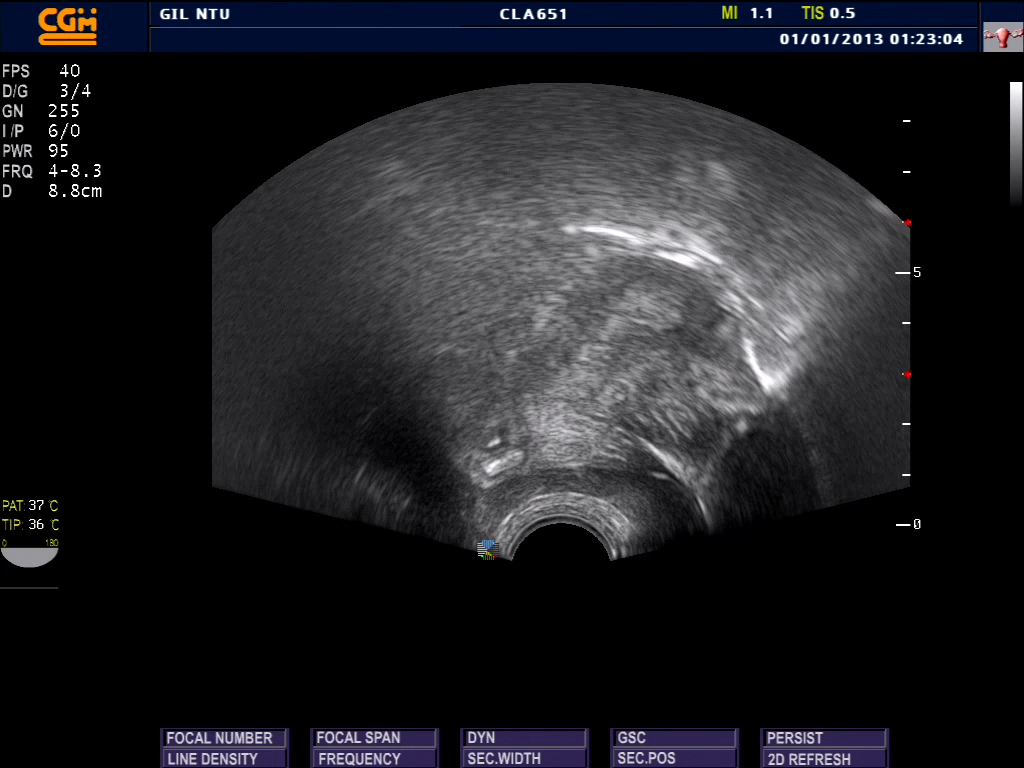 CGM
GIL NTU CLA651 MI 1.1 TIS 0.5
01/01/2013 01:23:04
FPS 40
D/G 3/4
GN 255
I/P 6/0
PWR 95
FRQ 4-8.3
D 8.8cm
5
PAT: 37 °C
TIP: 36 °C
0 180
0
FOCAL NUMBER FOCAL SPAN DYN GSC PERSIST
LINE DENSITY FREQUENCY SEC.WIDTH SEC.POS 2D REFRESH